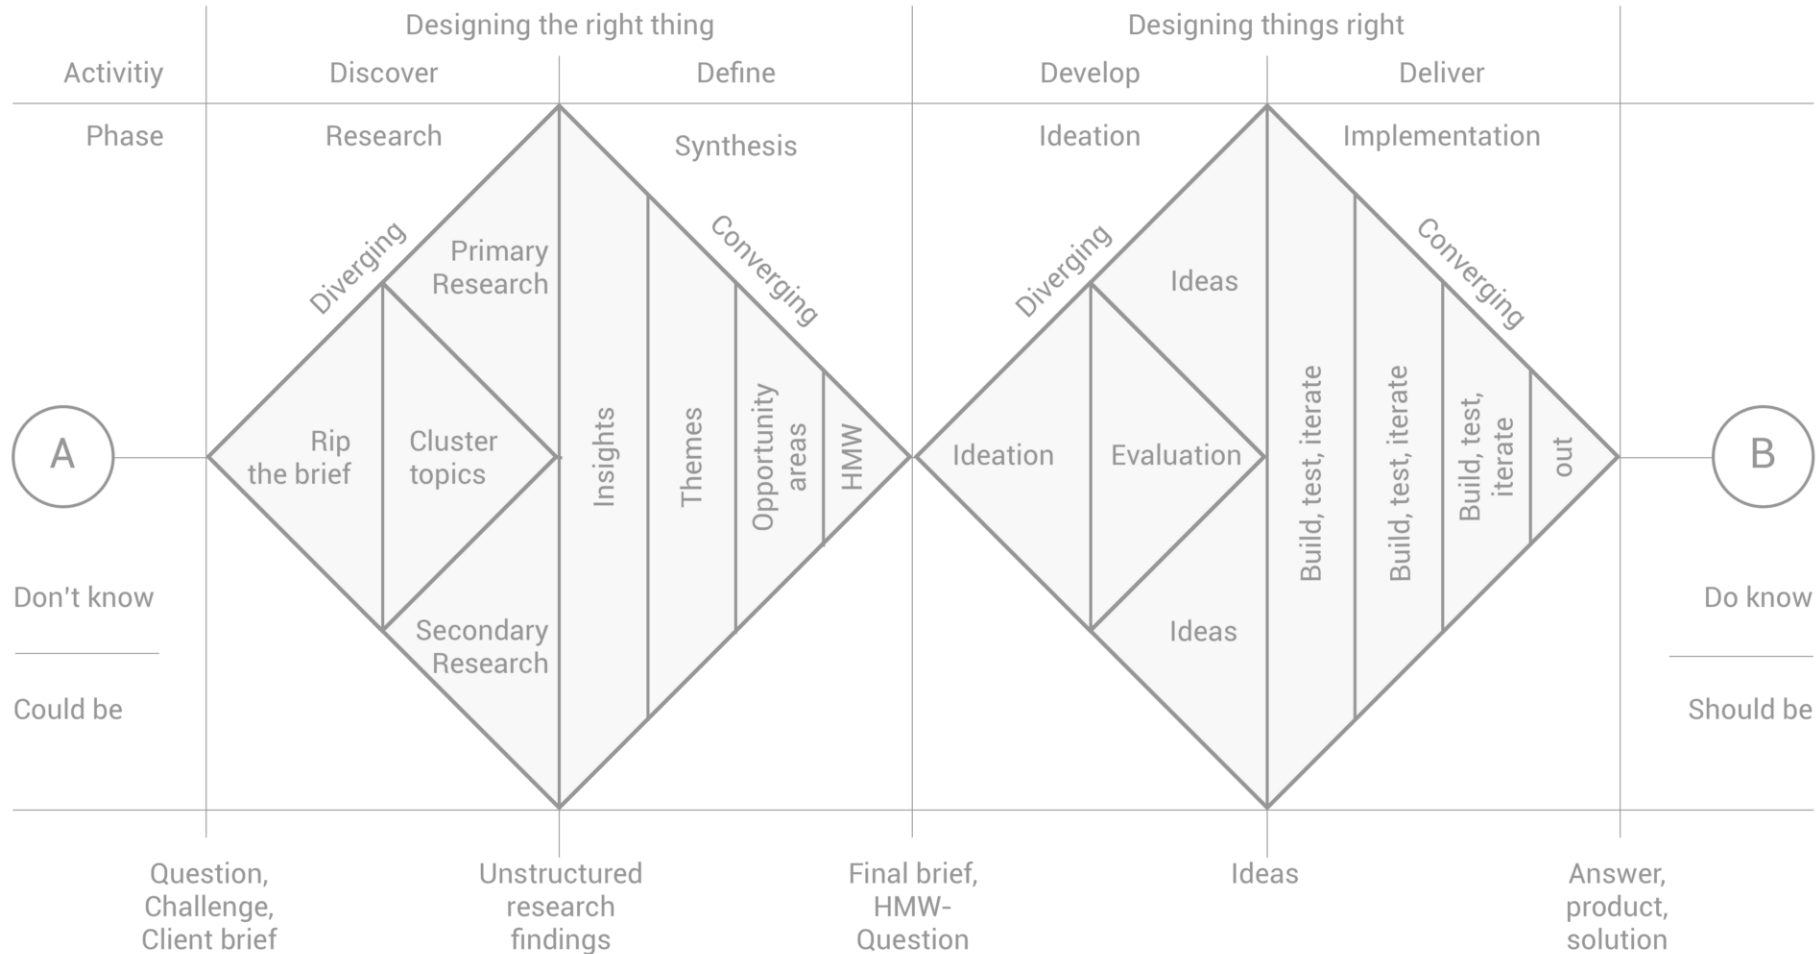 Designing the right thing
Designing things right
Activitiy
Discover
Define
Develop
Deliver
Phase
Research
Synthesis
Ideation
Implementation
Diverging
Converging
Diverging
Converging
Primary
Research
Ideas
A
Rip
the brief
Cluster
topics
Insights
Themes
Opportunity
areas
HMW
Ideation
Evaluation
Build, test, iterate
Build, test, iterate
Build, test,
iterate
out
B
Secondary
Research
Ideas
Don't know
Could be
Do know
Should be
Question,
Challenge,
Client brief
Unstructured
research
findings
Final brief,
HMW-
Question
Ideas
Answer,
product,
solution